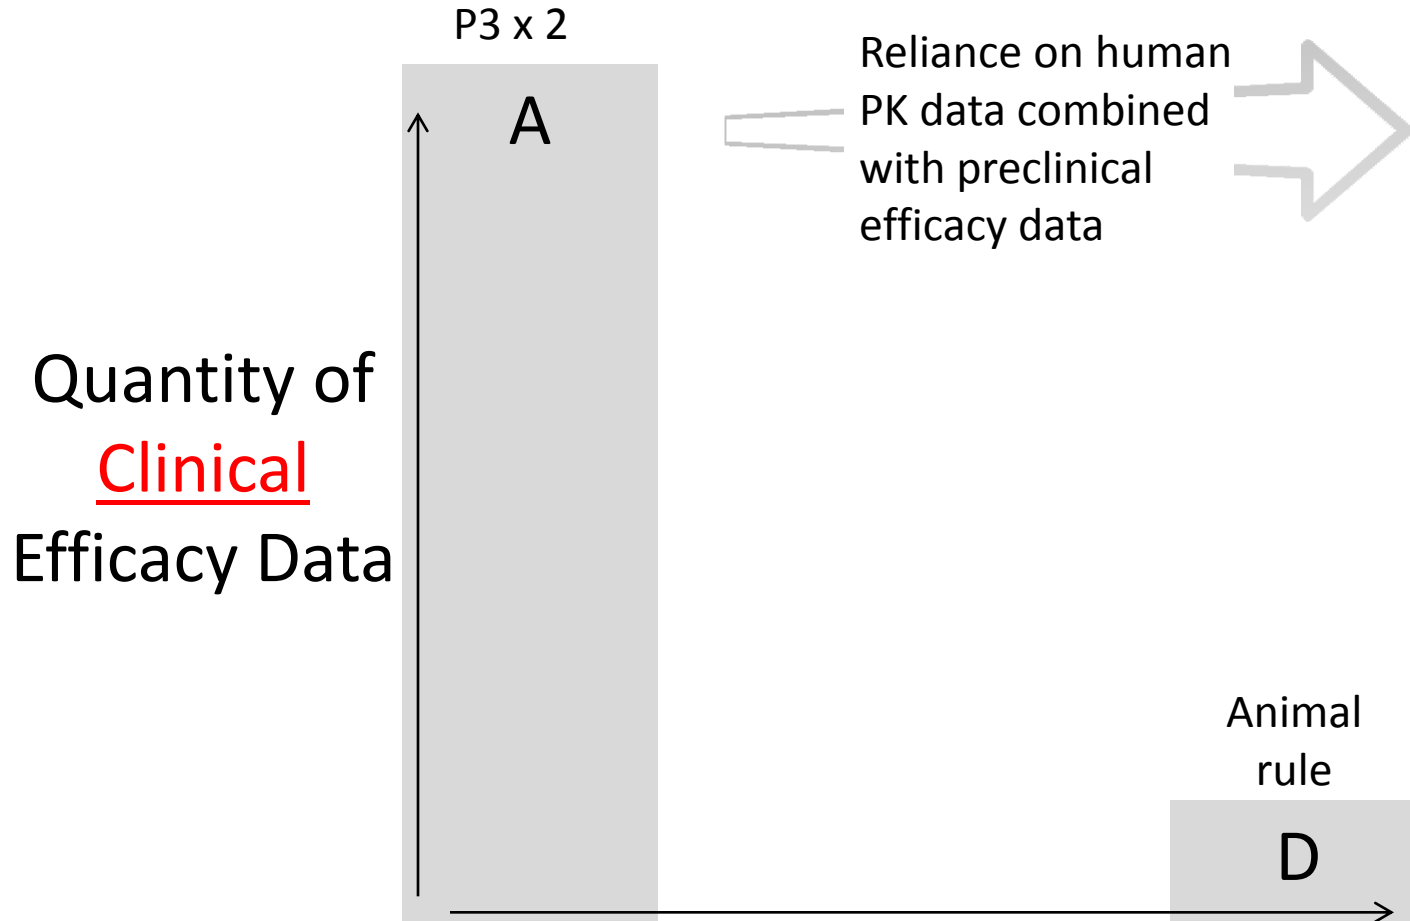 P3 x 2
A
Reliance on human
PK data combined
with preclinical
efficacy data
Quantity of
Clinical
Efficacy Data
Animal
rule
D